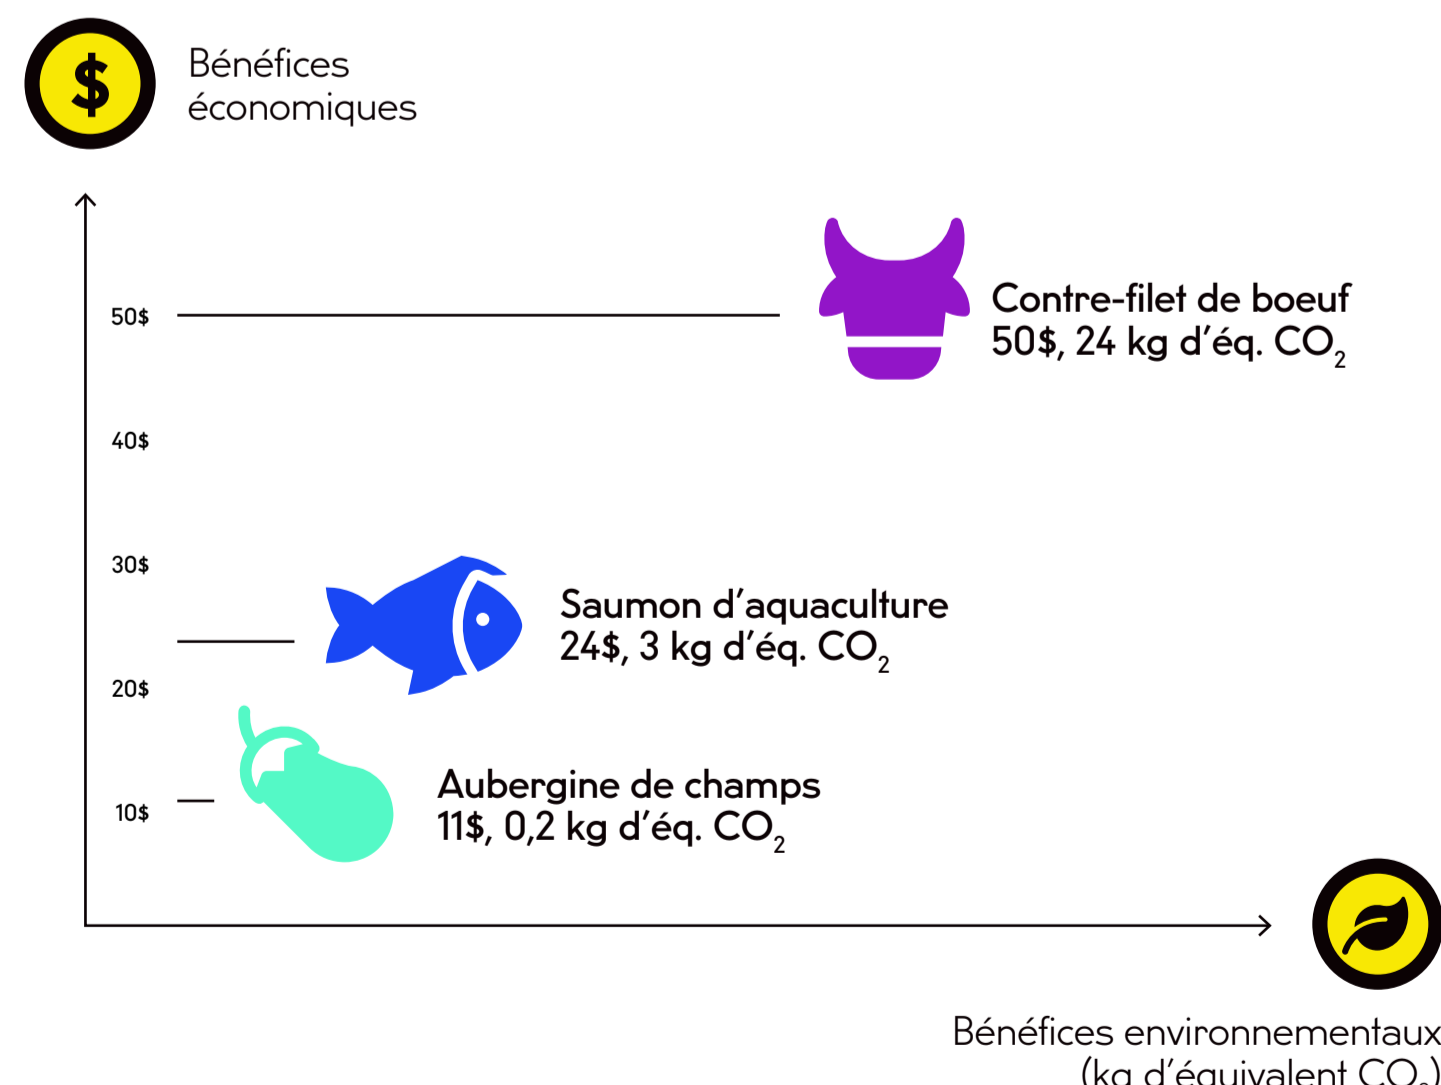 $
Bénéfices
économiques
50$
Contre-filet de boeuf
50$, 24 kg d’éq. CO₂
40$
30$
Saumon d’aquaculture
24$, 3 kg d’éq. CO₂
20$
Aubergine de champs
11$, 0,2 kg d’éq. CO₂
10$
Bénéfices environnementaux
(kg d’équivalent CO₂)